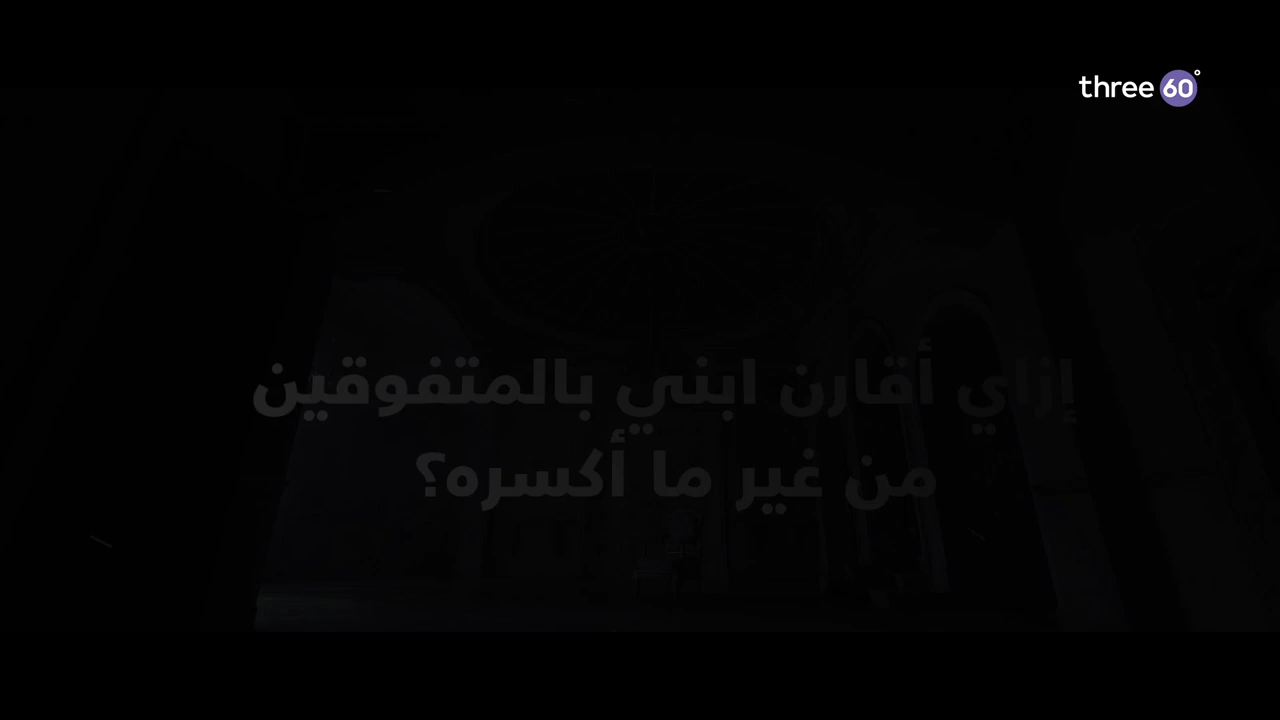 three 60°
إزاي أقارن ابني بالمتفوقين
من غير ما أكسره؟